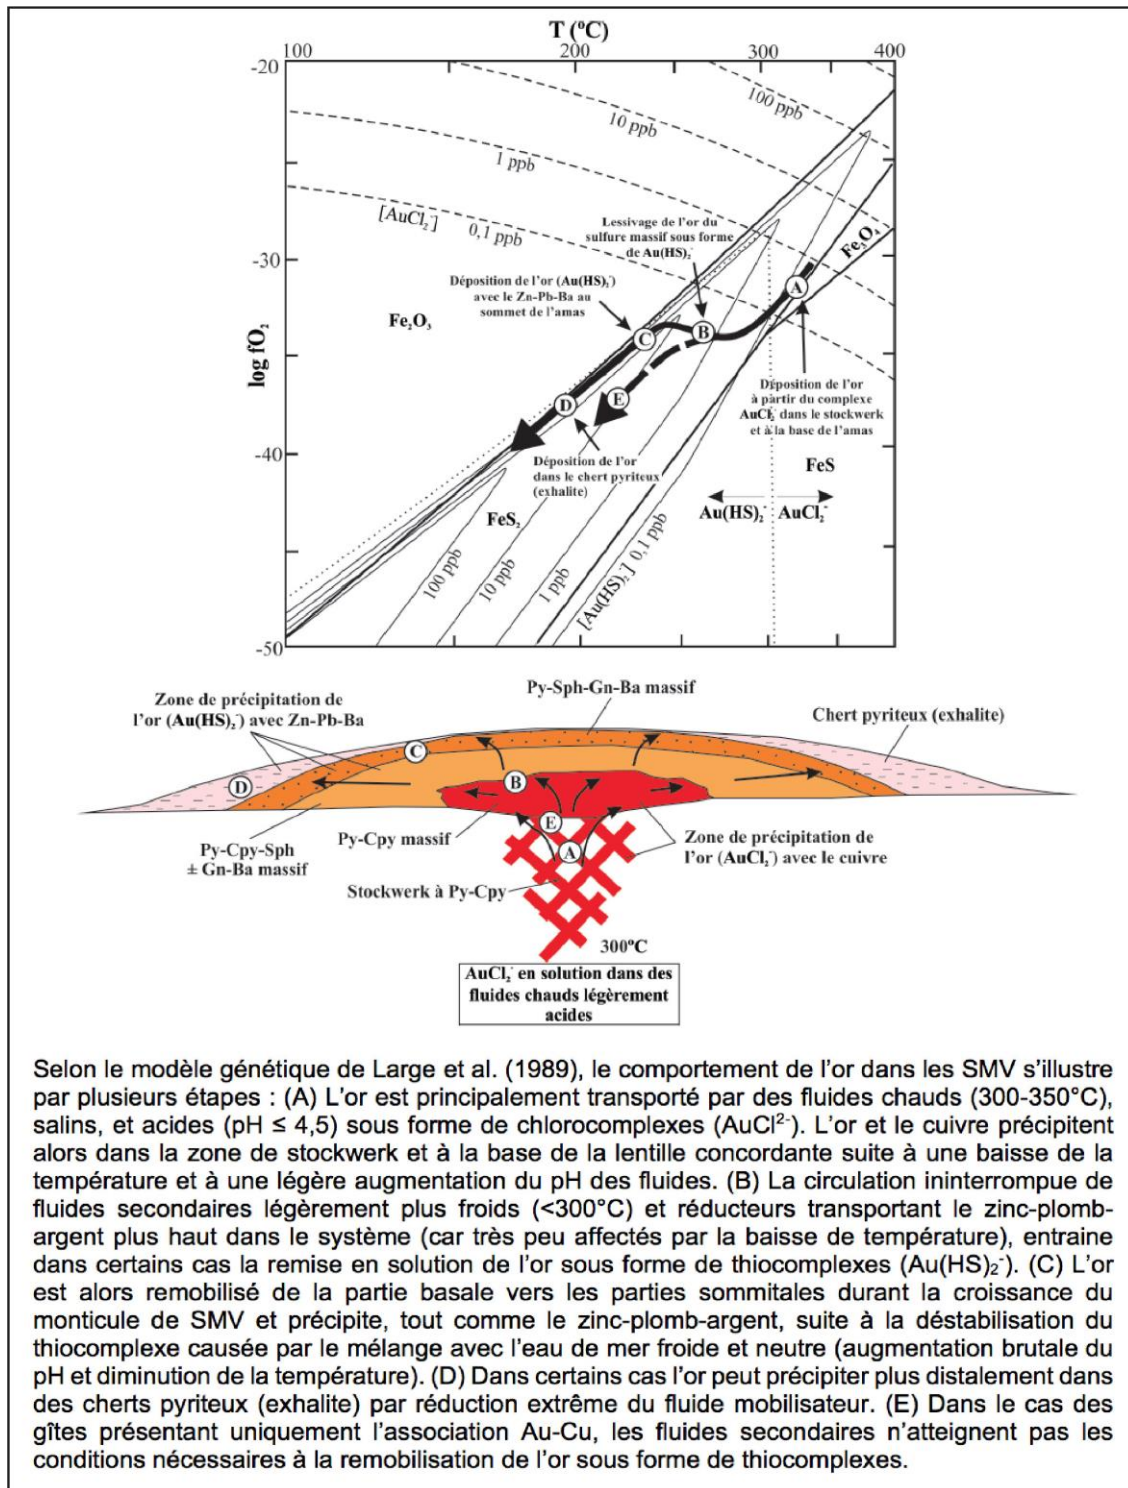 T (ºC)
100
200
300
400
-20
-30
-40
-50
log fO₂
100 ppb
10 ppb
1 ppb
[AuCl₂⁻]
0,1 ppb
Fe₂O₃
Fe₃O₄
Lessivage de l'or du
sulfure massif sous forme
de Au(HS)₂⁻
Déposition de l'or (Au(HS)₂⁻)
avec le Zn-Pb-Ba au
sommet de l'amas
A
B
C
D
E
Déposition de l'or
à partir du complexe
AuCl₂⁻ dans le stockwerk
et à la base de l'amas
Déposition de l'or
dans le chert pyriteux
(exhalite)
FeS
FeS₂
Au(HS)₂⁻
AuCl₂⁻
100 ppb
10 ppb
1 ppb
[Au(HS)₂⁻] 0,1 ppb
Zone de précipitation de
l'or (Au(HS)₂⁻) avec Zn-Pb-Ba
Py-Sph-Gn-Ba massif
Chert pyriteux (exhalite)
C
D
B
E
A
Py-Cpy-Sph
± Gn-Ba massif
Py-Cpy massif
Stockwerk à Py-Cpy
Zone de précipitation de
l'or (AuCl₂⁻) avec le cuivre
300ºC
AuCl₂⁻ en solution dans des
fluides chauds légèrement
acides
Selon le modèle génétique de Large et al. (1989), le comportement de l'or dans les SMV s'illustre
par plusieurs étapes : (A) L'or est principalement transporté par des fluides chauds (300-350°C),
salins, et acides (pH ≤ 4,5) sous forme de chlorocomplexes (AuCl²⁻). L'or et le cuivre précipitent
alors dans la zone de stockwerk et à la base de la lentille concordante suite à une baisse de la
température et à une légère augmentation du pH des fluides. (B) La circulation ininterrompue de
fluides secondaires légèrement plus froids (<300°C) et réducteurs transportant le zinc-plomb-
argent plus haut dans le système (car très peu affectés par la baisse de température), entraine
dans certains cas la remise en solution de l'or sous forme de thiocomplexes (Au(HS)₂⁻). (C) L'or
est alors remobilisé de la partie basale vers les parties sommitales durant la croissance du
monticule de SMV et précipite, tout comme le zinc-plomb-argent, suite à la déstabilisation du
thiocomplexe causée par le mélange avec l'eau de mer froide et neutre (augmentation brutale du
pH et diminution de la température). (D) Dans certains cas l'or peut précipiter plus distalement dans
des cherts pyriteux (exhalite) par réduction extrême du fluide mobilisateur. (E) Dans le cas des
gîtes présentant uniquement l'association Au-Cu, les fluides secondaires n'atteignent pas les
conditions nécessaires à la remobilisation de l'or sous forme de thiocomplexes.